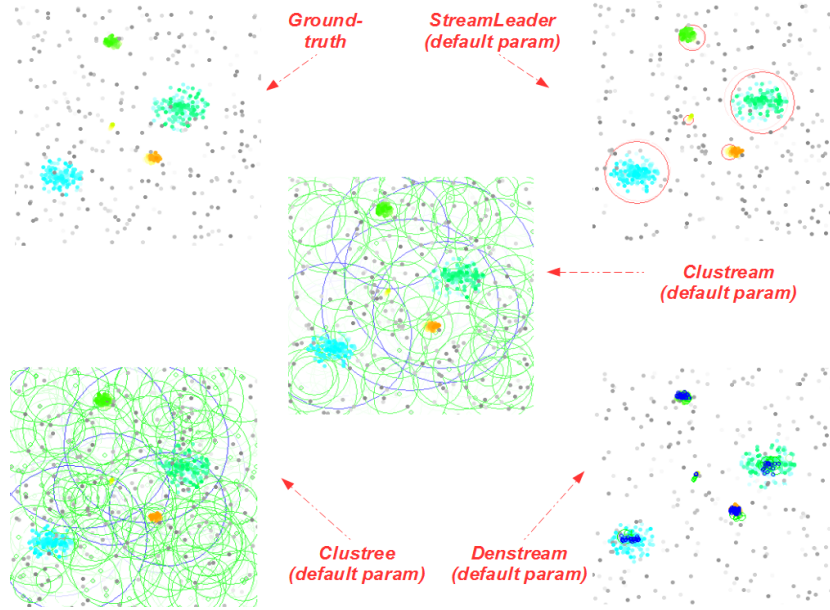 Ground-
truth
StreamLeader
(default param)
Clustream
(default param)
Clustree
(default param)
Denstream
(default param)